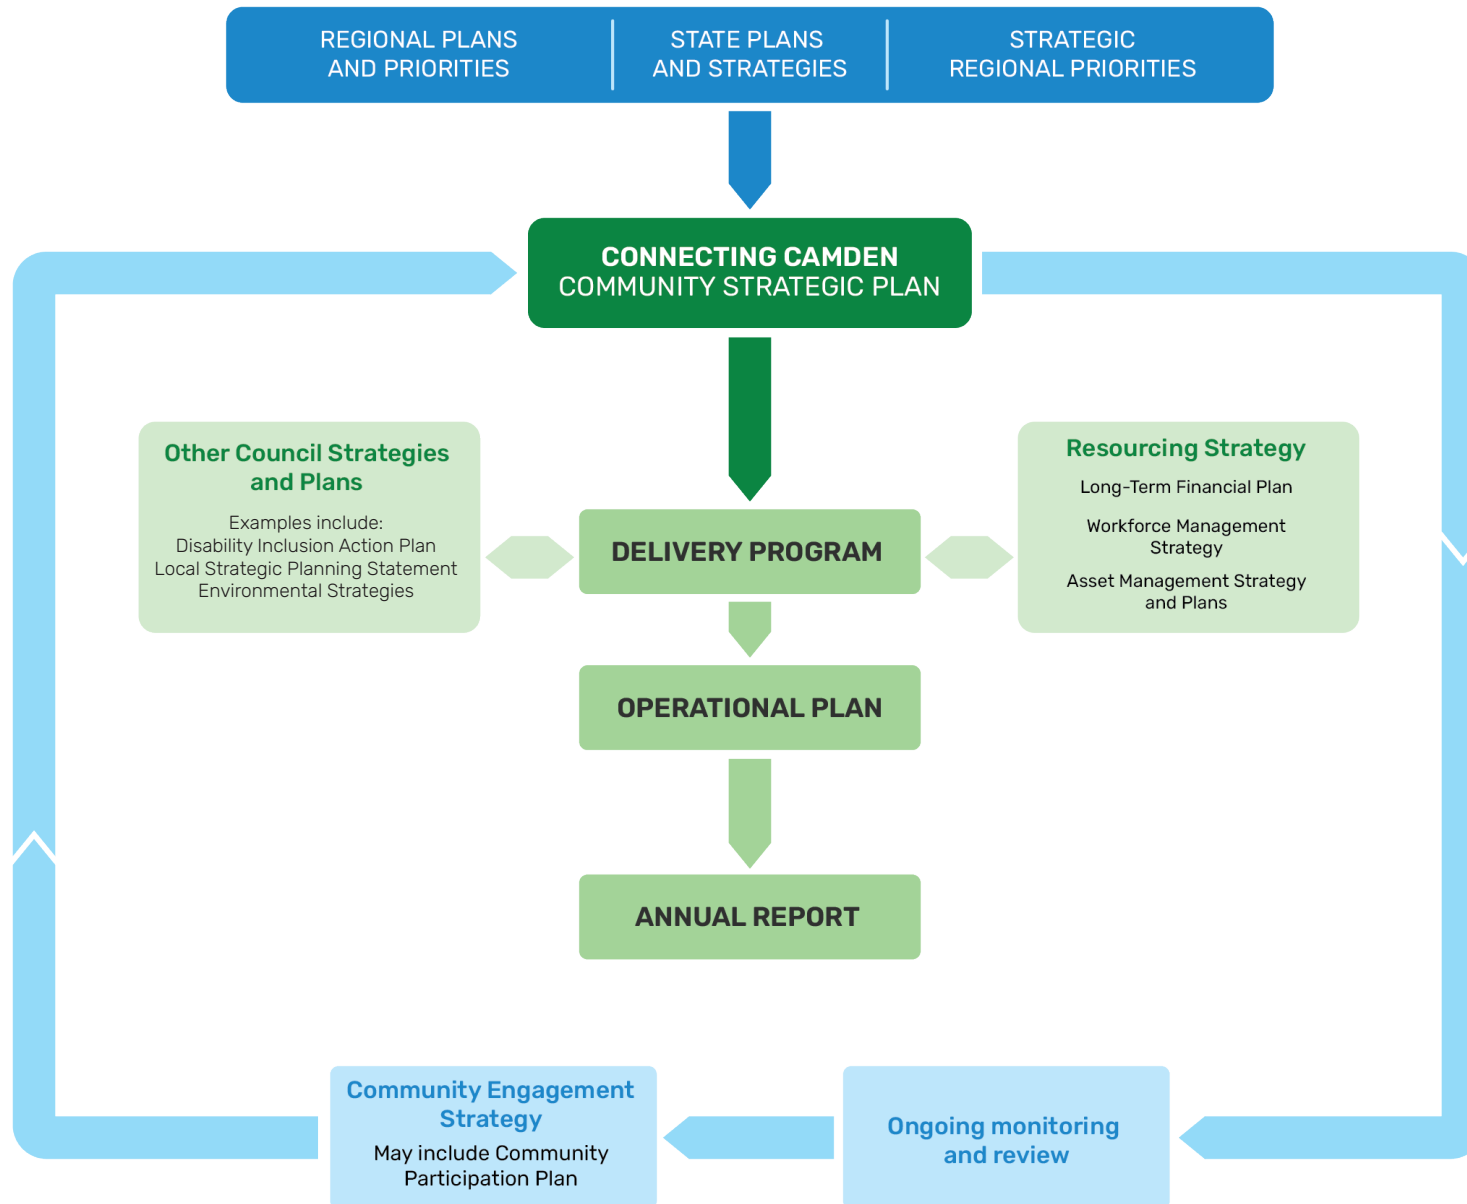 REGIONAL PLANS
AND PRIORITIES
STATE PLANS
AND STRATEGIES
STRATEGIC
REGIONAL PRIORITIES
CONNECTING CAMDEN
COMMUNITY STRATEGIC PLAN
Other Council Strategies
and Plans
Examples include:
Disability Inclusion Action Plan
Local Strategic Planning Statement
Environmental Strategies
DELIVERY PROGRAM
Resourcing Strategy
Long-Term Financial Plan
Workforce Management
Strategy
Asset Management Strategy
and Plans
OPERATIONAL PLAN
ANNUAL REPORT
Community Engagement
Strategy
May include Community
Participation Plan
Ongoing monitoring
and review